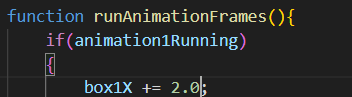 function runAnimationFrames(){
if(animation1Running)
{
box1X += 2.0;